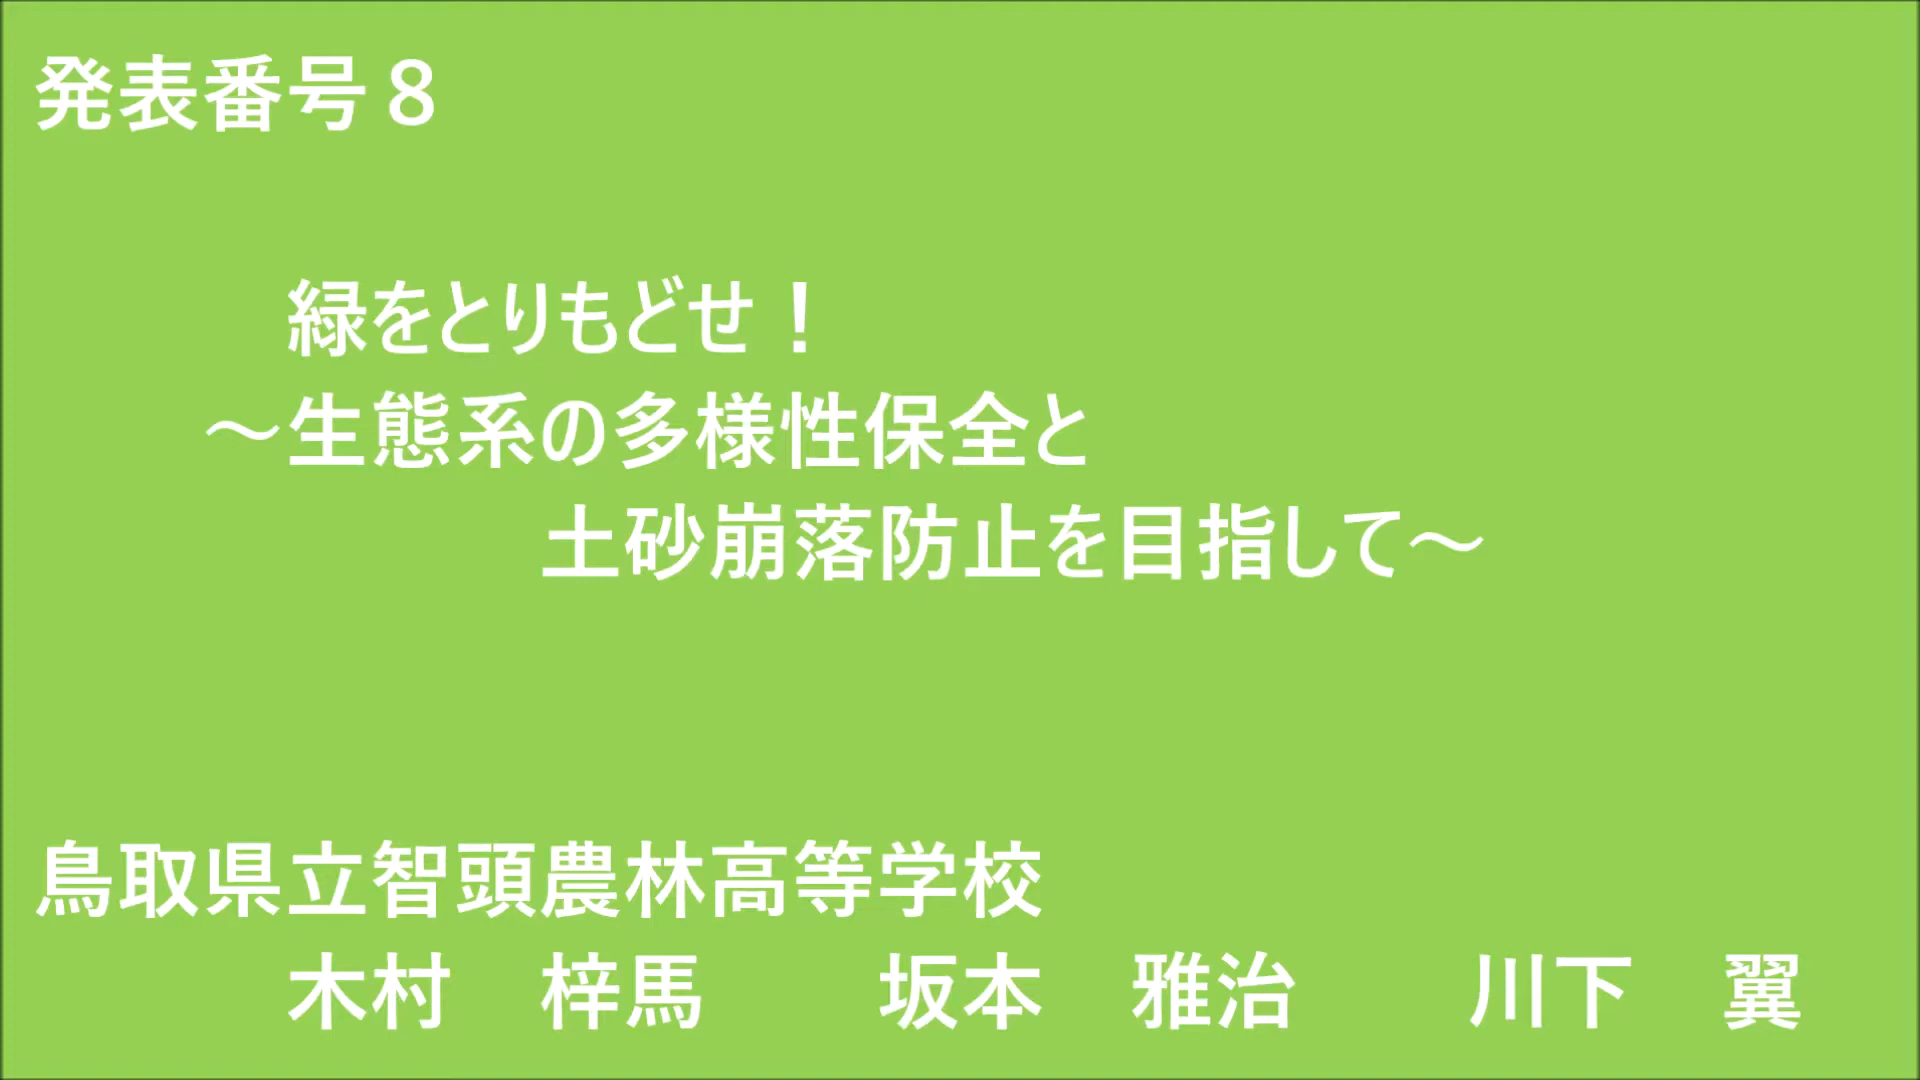 発表番号８
緑をとりもどせ！
～生態系の多様性保全と
土砂崩落防止を目指して～
鳥取県立智頭農林高等学校
木村　梓馬　　坂本　雅治　　川下　翼